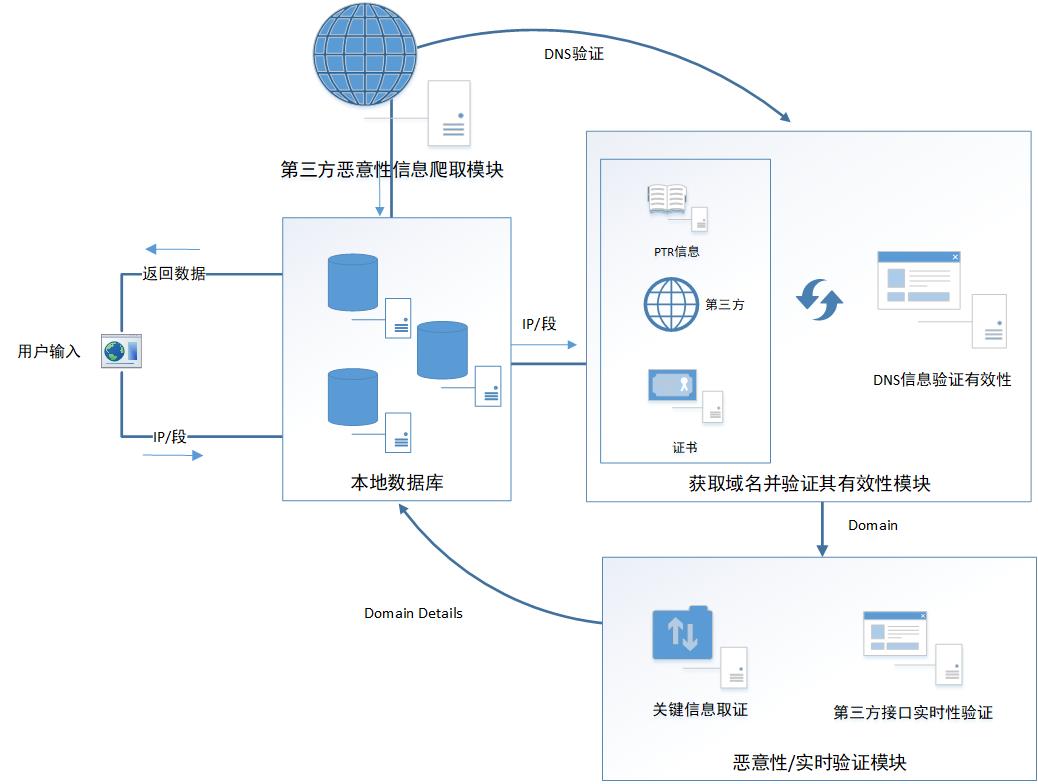 DNS验证
第三方恶意性信息爬取模块
返回数据
用户输入
IP/段
本地数据库
IP/段
PTR信息
第三方
证书
DNS信息验证有效性
获取域名并验证其有效性模块
Domain
Domain Details
关键信息取证
第三方接口实时性验证
恶意性/实时验证模块